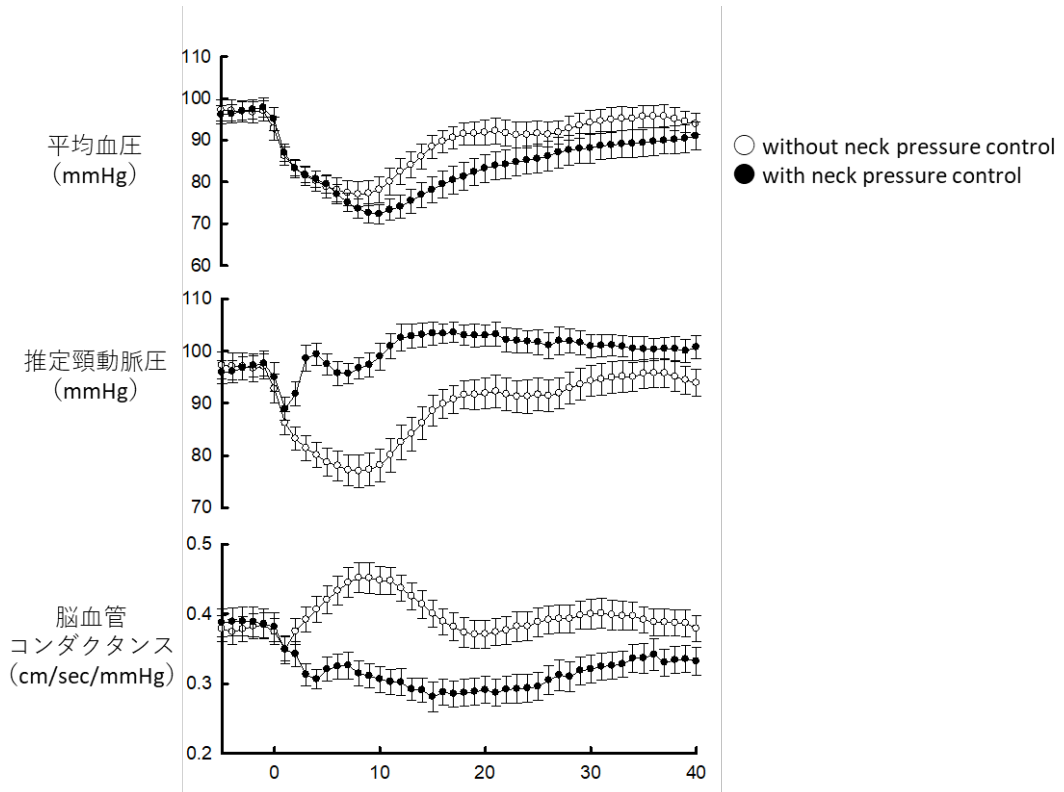 110
100
90
80
70
60
平均血圧
（mmHg）
without neck pressure control
with neck pressure control
110
100
90
80
70
推定頸動脈圧
（mmHg）
0.5
0.4
0.3
0.2
脳血管
コンダクタンス
（cm/sec/mmHg）
0 10 20 30 40